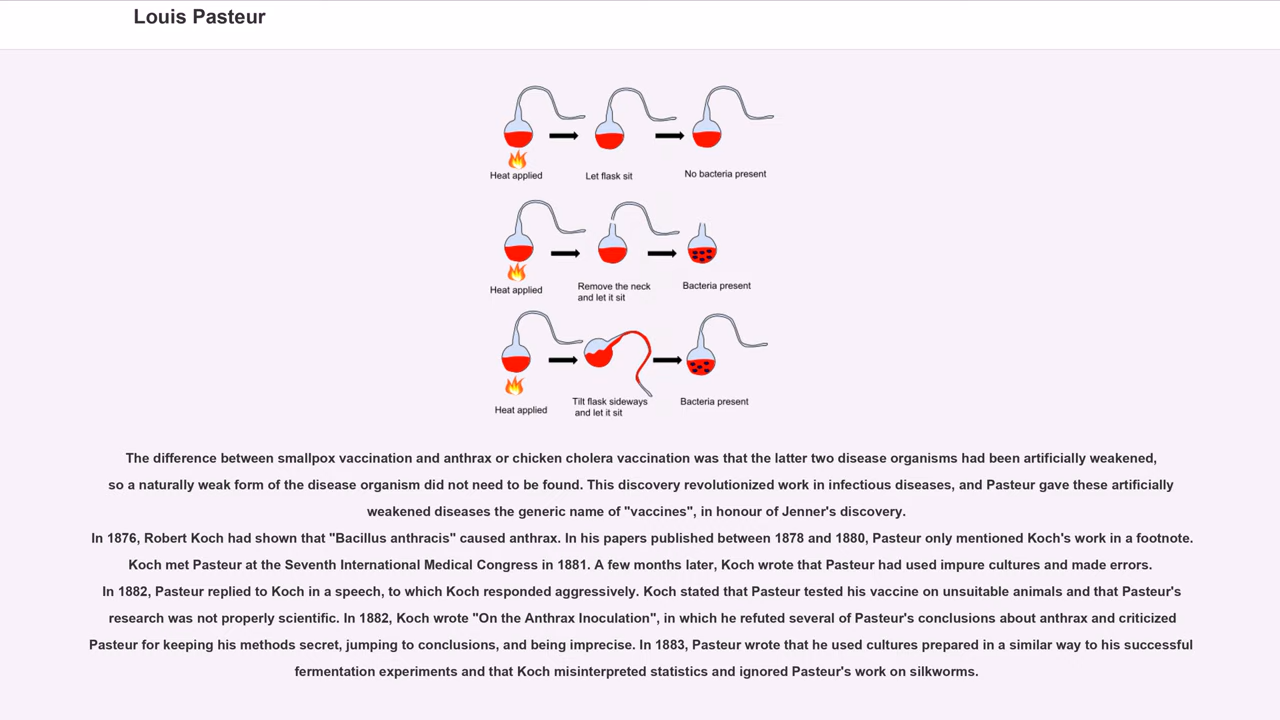 Louis Pasteur
Heat applied
Let flask sit
No bacteria present
Heat applied
Remove the neck
and let it sit
Bacteria present
Heat applied
Tilt flask sideways
and let it sit
Bacteria present
The difference between smallpox vaccination and anthrax or chicken cholera vaccination was that the latter two disease organisms had been artificially weakened,
so a naturally weak form of the disease organism did not need to be found. This discovery revolutionized work in infectious diseases, and Pasteur gave these artificially
weakened diseases the generic name of "vaccines", in honour of Jenner's discovery.
In 1876, Robert Koch had shown that "Bacillus anthracis" caused anthrax. In his papers published between 1878 and 1880, Pasteur only mentioned Koch's work in a footnote.
Koch met Pasteur at the Seventh International Medical Congress in 1881. A few months later, Koch wrote that Pasteur had used impure cultures and made errors.
In 1882, Pasteur replied to Koch in a speech, to which Koch responded aggressively. Koch stated that Pasteur tested his vaccine on unsuitable animals and that Pasteur's
research was not properly scientific. In 1882, Koch wrote "On the Anthrax Inoculation", in which he refuted several of Pasteur's conclusions about anthrax and criticized
Pasteur for keeping his methods secret, jumping to conclusions, and being imprecise. In 1883, Pasteur wrote that he used cultures prepared in a similar way to his successful
fermentation experiments and that Koch misinterpreted statistics and ignored Pasteur's work on silkworms.